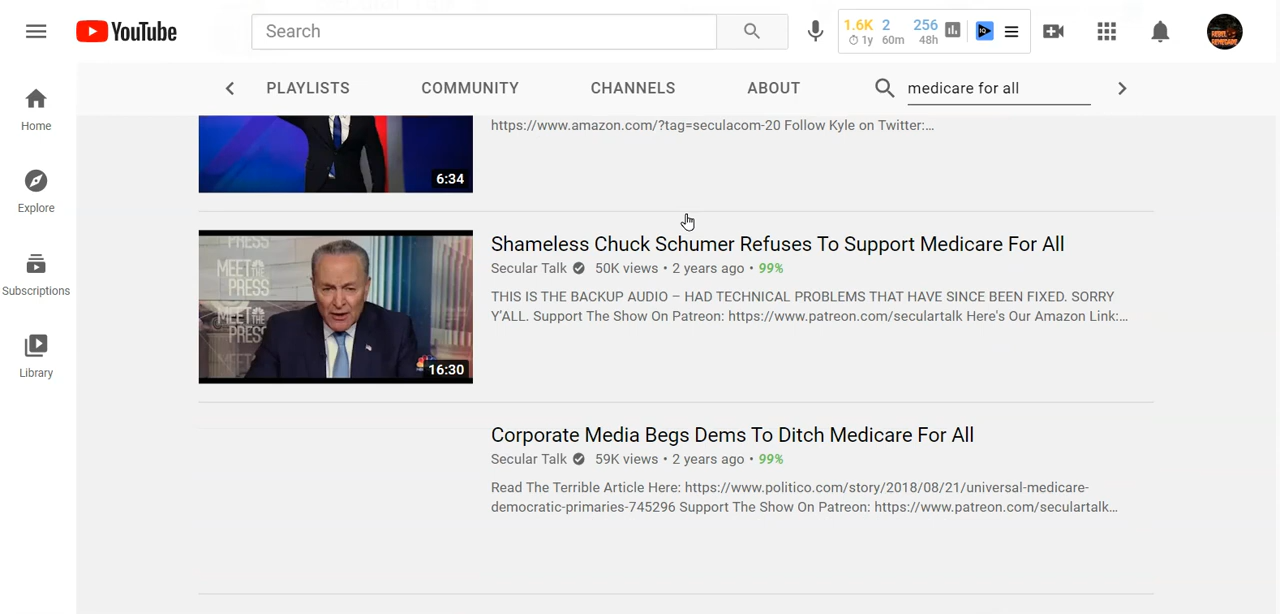 YouTube
Search
1.6K 2 256
1y 60m 48h
PLAYLISTS COMMUNITY CHANNELS ABOUT medicare for all
Home
Explore
Subscriptions
Library
https://www.amazon.com/?tag=seculacom-20 Follow Kyle on Twitter:...
6:34
MEET THE PRESS
16:30
Shameless Chuck Schumer Refuses To Support Medicare For All
Secular Talk 50K views • 2 years ago • 99%
THIS IS THE BACKUP AUDIO – HAD TECHNICAL PROBLEMS THAT HAVE SINCE BEEN FIXED. SORRY
Y'ALL. Support The Show On Patreon: https://www.patreon.com/seculartalk Here's Our Amazon Link:...
Corporate Media Begs Dems To Ditch Medicare For All
Secular Talk 59K views • 2 years ago • 99%
Read The Terrible Article Here: https://www.politico.com/story/2018/08/21/universal-medicare-
democratic-primaries-745296 Support The Show On Patreon: https://www.patreon.com/seculartalk...